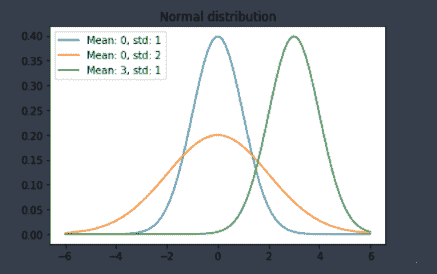 Normal distribution
Mean: 0, std: 1
Mean: 0, std: 2
Mean: 3, std: 1
0.40
0.35
0.30
0.25
0.20
0.15
0.10
0.05
0.00
−6 −4 −2 0 2 4 6